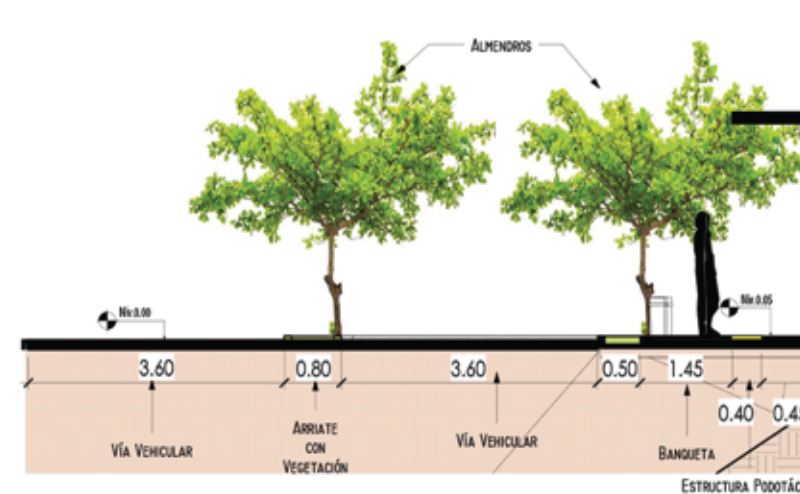 ALMENDROS
Niv.0.00
Niv.0.05
3.60
0.80
3.60
0.50
1.45
0.40
VÍA VEHICULAR
ARRIATE
CON
VEGETACIÓN
VÍA VEHICULAR
BANQUETA
ESTRUCTURA